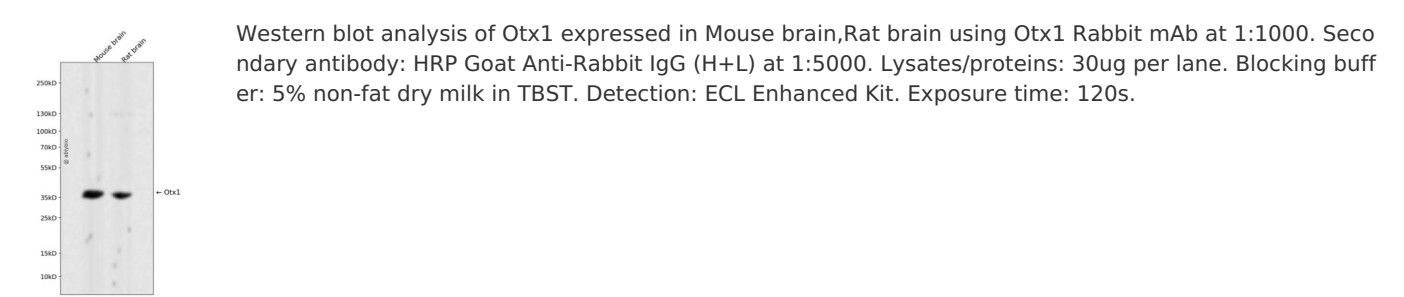 Mouse brain
Rat brain
Western blot analysis of Otx1 expressed in Mouse brain,Rat brain using Otx1 Rabbit mAb at 1:1000. Seco
ndary antibody: HRP Goat Anti-Rabbit IgG (H+L) at 1:5000. Lysates/proteins: 30ug per lane. Blocking buff
er: 5% non-fat dry milk in TBST. Detection: ECL Enhanced Kit. Exposure time: 120s.
250kD
130kD
100kD
70kD
@ ablybio
55kD
← Otx1
35kD
25kD
15kD
10kD